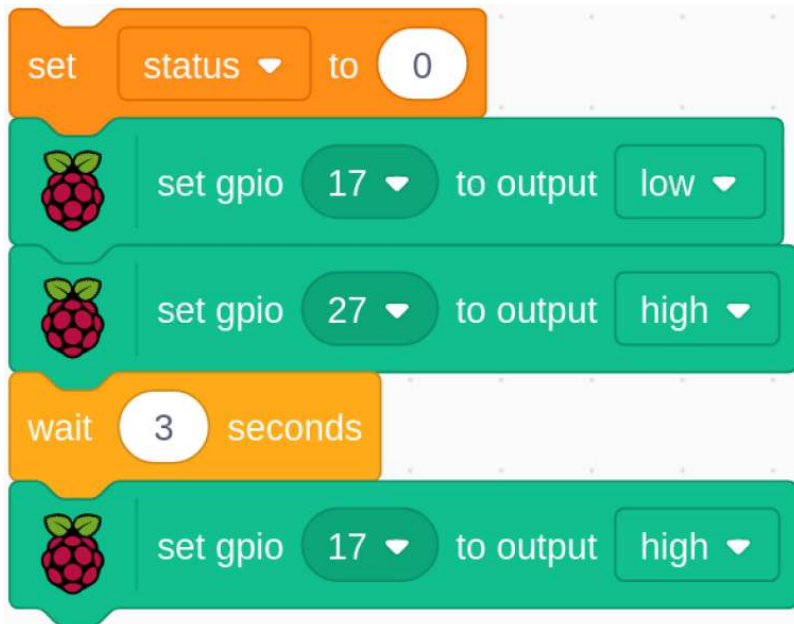 set status to 0
set gpio 17 to output low
set gpio 27 to output high
wait 3 seconds
set gpio 17 to output high